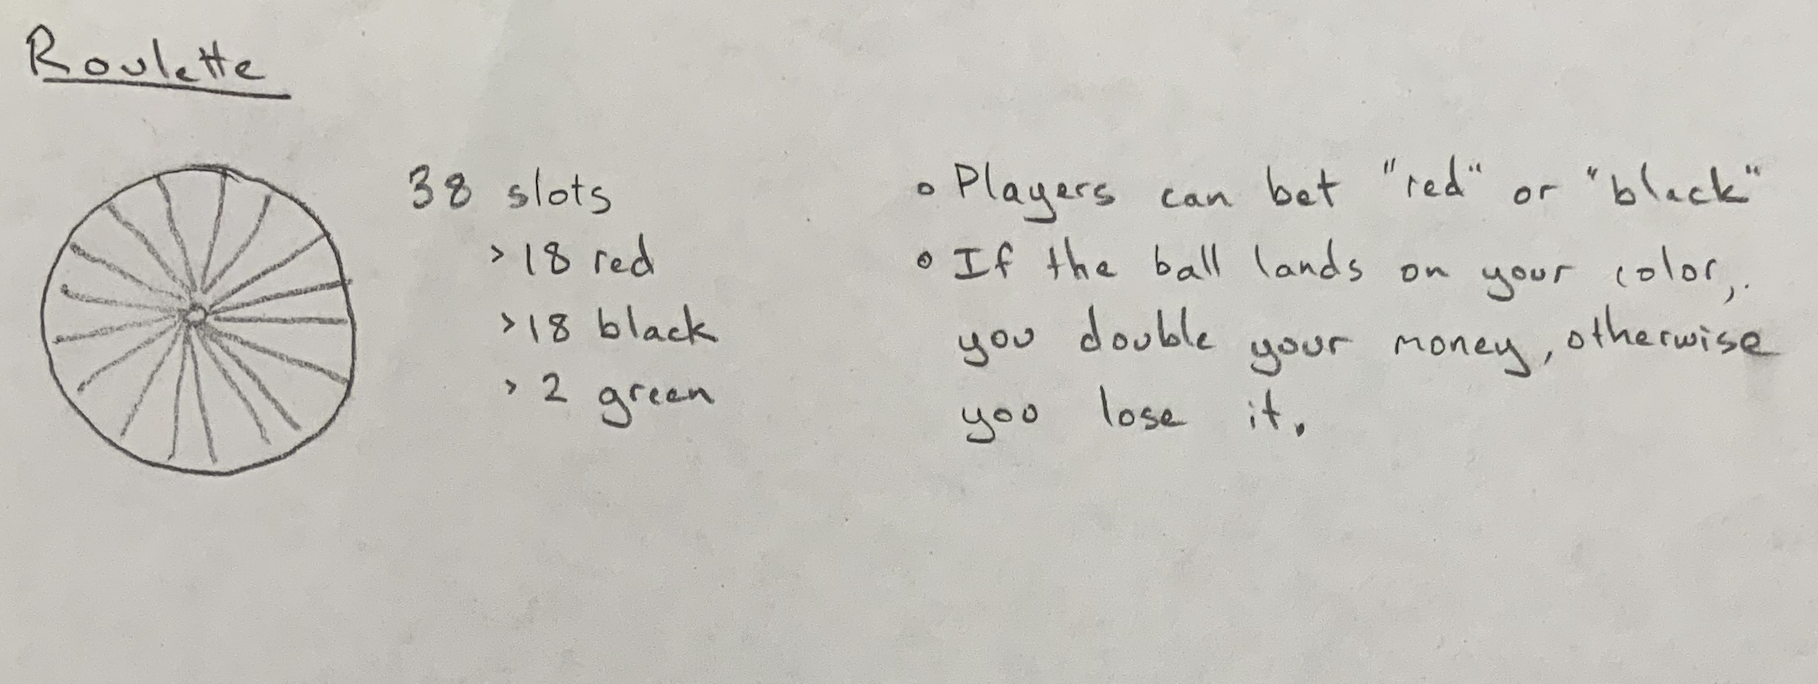 Roulette
38 slots
> 18 red
> 18 black
> 2 green
o Players can bet "red" or "black"
o If the ball lands on your color,
you double your money, otherwise
you lose it.